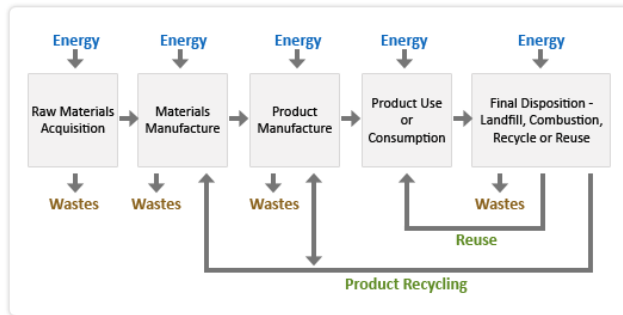 Energy Energy Energy Energy Energy
Raw Materials
Acquisition
Materials
Manufacture
Product
Manufacture
Product Use
or
Consumption
Final Disposition -
Landfill, Combustion,
Recycle or Reuse
Wastes Wastes Wastes Wastes
Reuse
Product Recycling